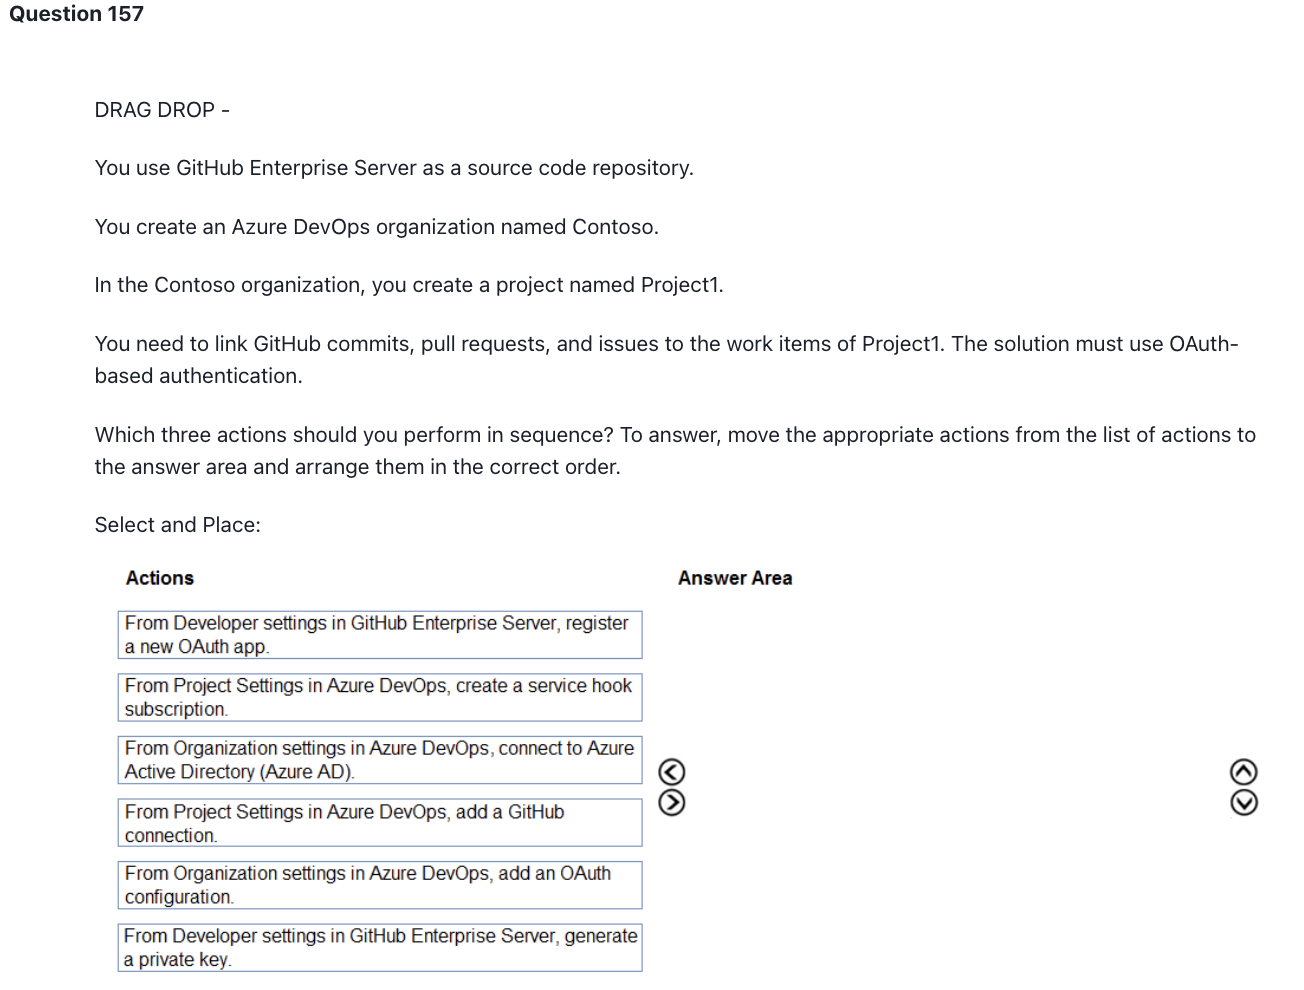 Question 157
DRAG DROP -
You use GitHub Enterprise Server as a source code repository.
You create an Azure DevOps organization named Contoso.
In the Contoso organization, you create a project named Project1.
You need to link GitHub commits, pull requests, and issues to the work items of Project1. The solution must use OAuth-
based authentication.
Which three actions should you perform in sequence? To answer, move the appropriate actions from the list of actions to
the answer area and arrange them in the correct order.
Select and Place:
Actions
Answer Area
From Developer settings in GitHub Enterprise Server, register
a new OAuth app.
From Project Settings in Azure DevOps, create a service hook
subscription.
From Organization settings in Azure DevOps, connect to Azure
Active Directory (Azure AD).
From Project Settings in Azure DevOps, add a GitHub
connection.
From Organization settings in Azure DevOps, add an OAuth
configuration.
From Developer settings in GitHub Enterprise Server, generate
a private key.